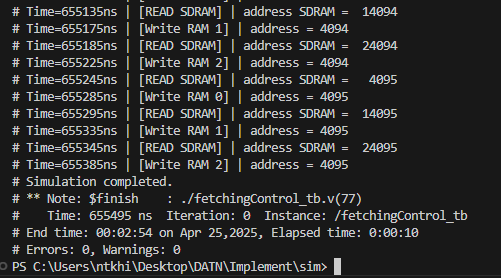 # Time=655135ns | [READ SDRAM] | address SDRAM =  14094
# Time=655175ns | [Write RAM 1] | address = 4094
# Time=655185ns | [READ SDRAM] | address SDRAM =  24094
# Time=655225ns | [Write RAM 2] | address = 4094
# Time=655245ns | [READ SDRAM] | address SDRAM =   4095
# Time=655285ns | [Write RAM 0] | address = 4095
# Time=655295ns | [READ SDRAM] | address SDRAM =  14095
# Time=655335ns | [Write RAM 1] | address = 4095
# Time=655345ns | [READ SDRAM] | address SDRAM =  24095
# Time=655385ns | [Write RAM 2] | address = 4095
# Simulation completed.
# ** Note: $finish    : ./fetchingControl_tb.v(77)
#    Time: 655495 ns  Iteration: 0  Instance: /fetchingControl_tb
# End time: 00:02:54 on Apr 25,2025, Elapsed time: 0:00:10
# Errors: 0, Warnings: 0
PS C:\Users\ntkhi\Desktop\DATN\Implement\sim>